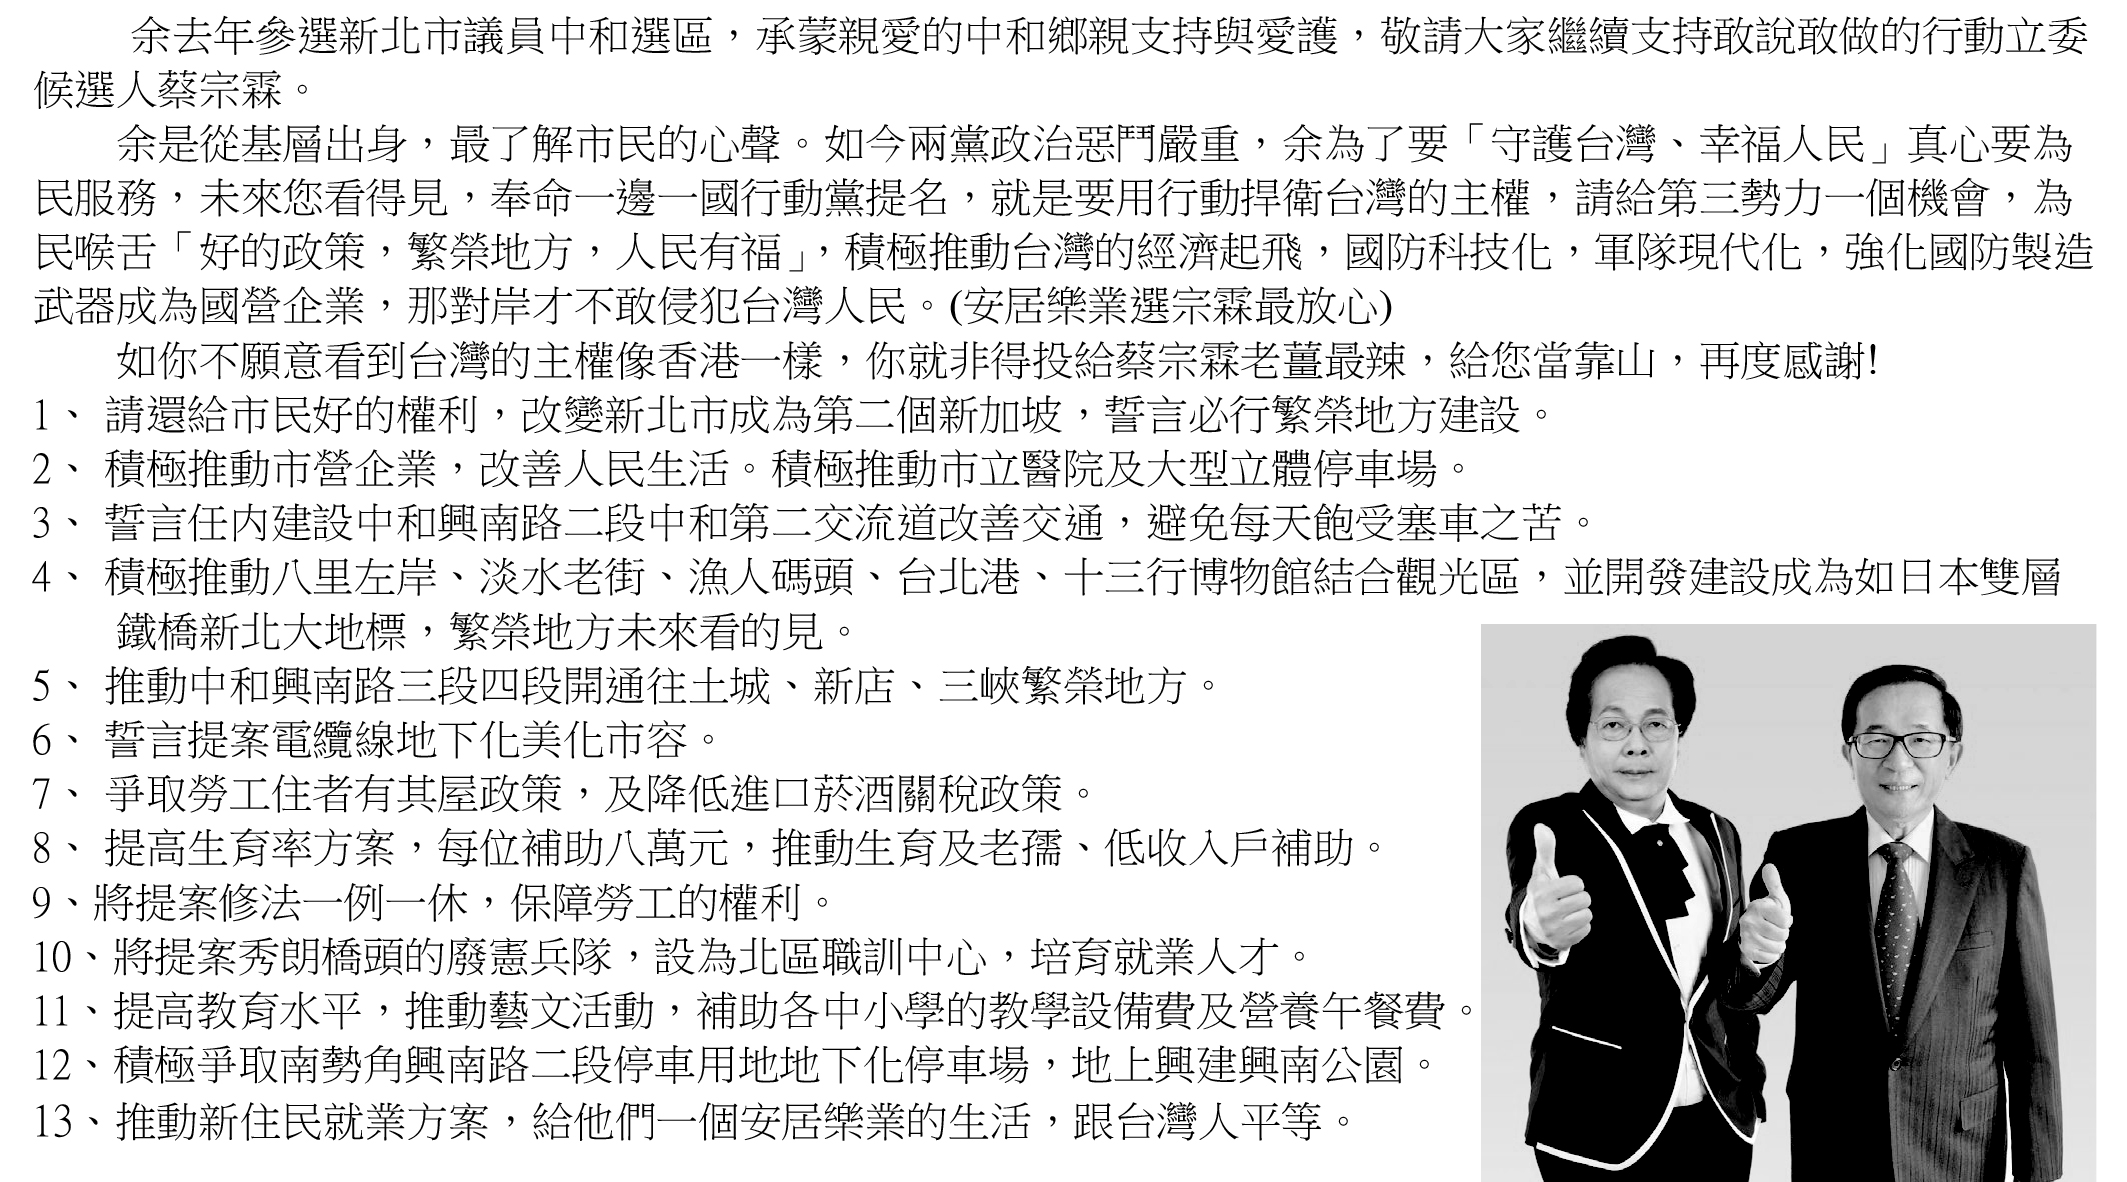 余去年參選新北市議員中和選區，承蒙親愛的中和鄉親支持與愛護，敬請大家繼續支持敢說敢做的行動立委
候選人蔡宗霖。
余是從基層出身，最了解市民的心聲。如今兩黨政治惡鬥嚴重，余為了要「守護台灣、幸福人民」真心要為
民服務，未來您看得見，奉命一邊一國行動黨提名，就是要用行動捍衛台灣的主權，請給第三勢力一個機會，為
民喉舌「好的政策，繁榮地方，人民有福」，積極推動台灣的經濟起飛，國防科技化，軍隊現代化，強化國防製造
武器成為國營企業，那對岸才不敢侵犯台灣人民。(安居樂業選宗霖最放心)
如你不願意看到台灣的主權像香港一樣，你就非得投給蔡宗霖老薑最辣，給您當靠山，再度感謝!
1、 請還給市民好的權利，改變新北市成為第二個新加坡，誓言必行繁榮地方建設。
2、 積極推動市營企業，改善人民生活。積極推動市立醫院及大型立體停車場。
3、 誓言任內建設中和興南路二段中和第二交流道改善交通，避免每天飽受塞車之苦。
4、 積極推動八里左岸、淡水老街、漁人碼頭、台北港、十三行博物館結合觀光區，並開發建設成為如日本雙層
鐵橋新北大地標，繁榮地方未來看的見。
5、 推動中和興南路三段四段開通往土城、新店、三峽繁榮地方。
6、 誓言提案電纜線地下化美化市容。
7、 爭取勞工住者有其屋政策，及降低進口菸酒關稅政策。
8、 提高生育率方案，每位補助八萬元，推動生育及老孺、低收入戶補助。
9、將提案修法一例一休，保障勞工的權利。
10、將提案秀朗橋頭的廢憲兵隊，設為北區職訓中心，培育就業人才。
11、提高教育水平，推動藝文活動，補助各中小學的教學設備費及營養午餐費。
12、積極爭取南勢角興南路二段停車用地地下化停車場，地上興建興南公園。
13、推動新住民就業方案，給他們一個安居樂業的生活，跟台灣人平等。